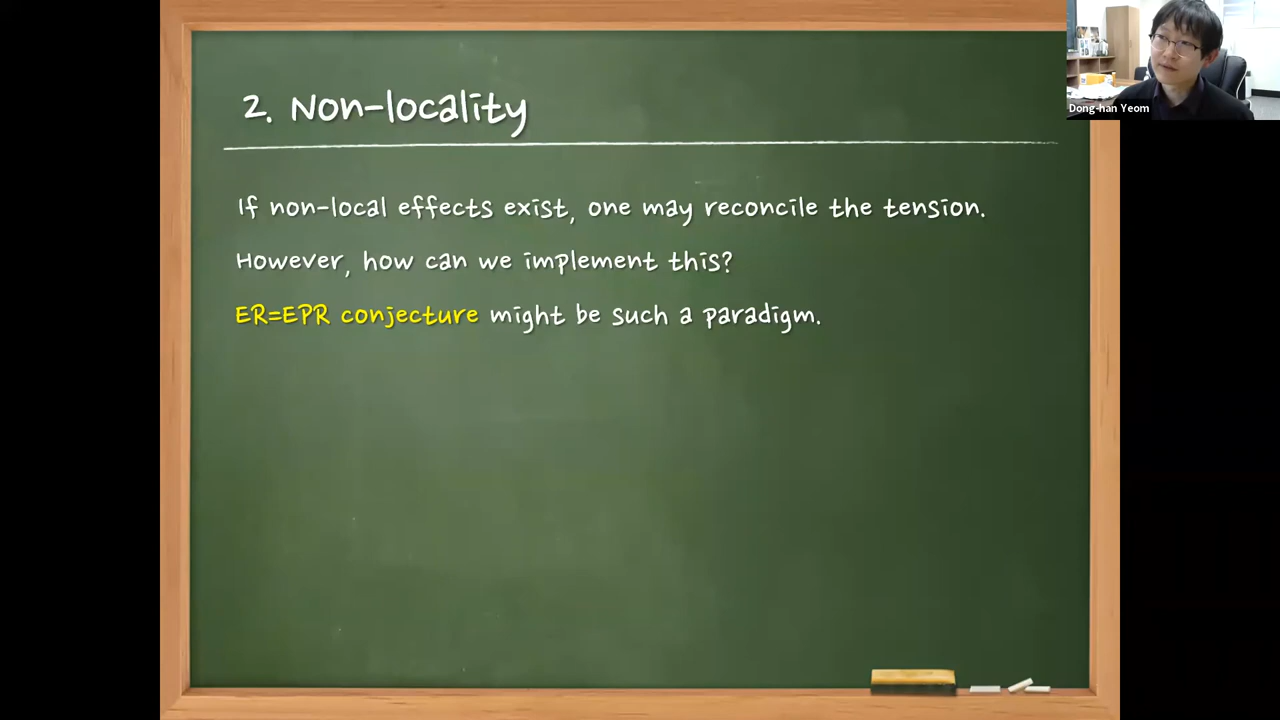 Dong-han Yeom
2. Non-locality
If non-local effects exist, one may reconcile the tension.
However, how can we implement this?
ER=EPR conjecture might be such a paradigm.